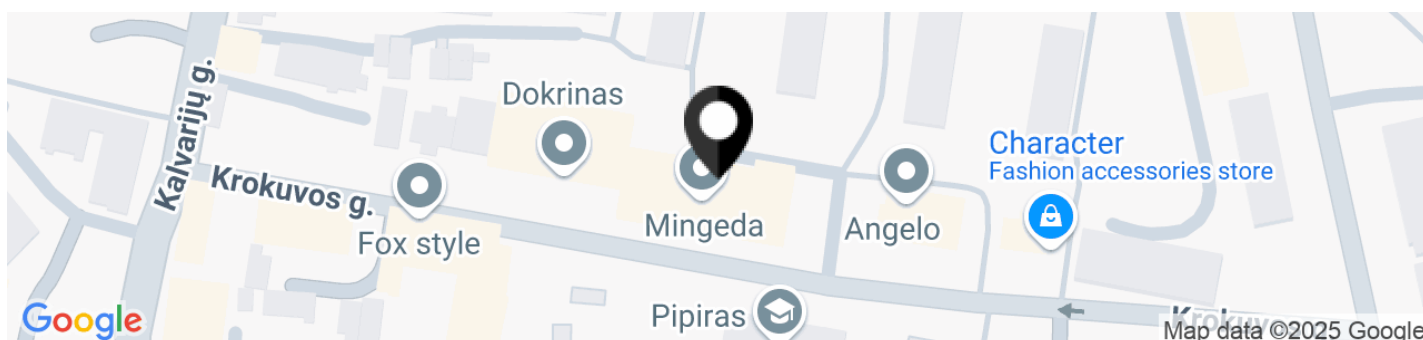 Kalvarijų g.
Dokrinas
Krokuvos g.
Fox style
Mingeda
Angelo
Character
Fashion accessories store
Pipiras
Google
Map data ©2025 Google